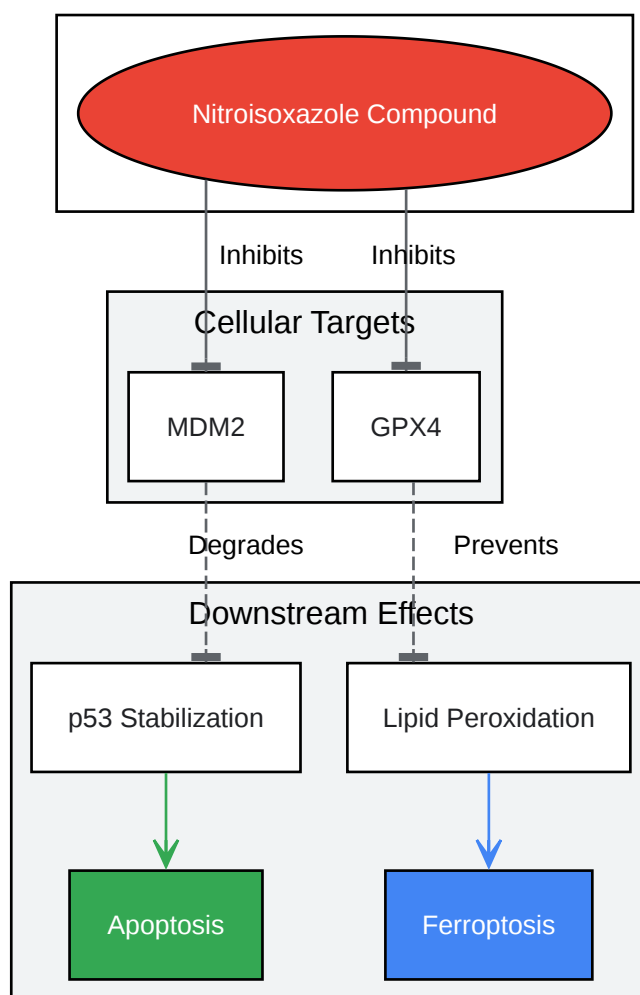 Nitroisoxazole Compound
Inhibits
Inhibits
Cellular Targets
MDM2
GPX4
Degrades
Prevents
Downstream Effects
p53 Stabilization
Lipid Peroxidation
Apoptosis
Ferroptosis